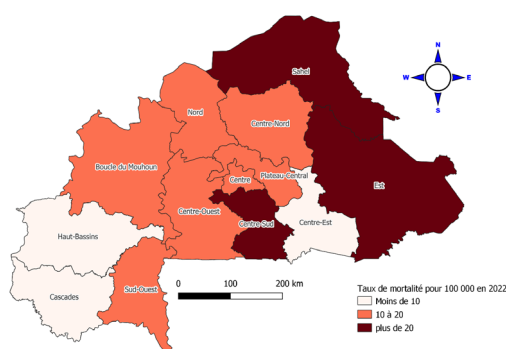 N
W
E
S
Sahel
Nord
Centre-Nord
Boucle du Mouhoun
Plateau-Central
Centre
Est
Centre-Ouest
Centre Sud
Centre-Est
Haut-Bassins
Cascades
Sud-Ouest
0 100 200 km
Taux de mortalité pour 100 000 en 2022
Moins de 10
10 à 20
plus de 20